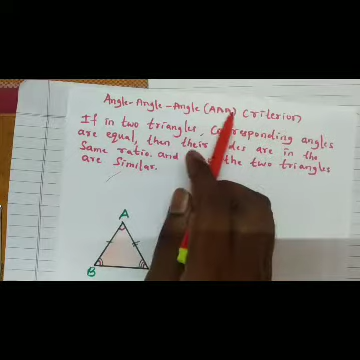 Angle-Angle-Angle (AAA) Criterion
If in two triangles, corresponding angles
are equal, then their sides are in the
same ratio and the two triangles
are similar.
A
B